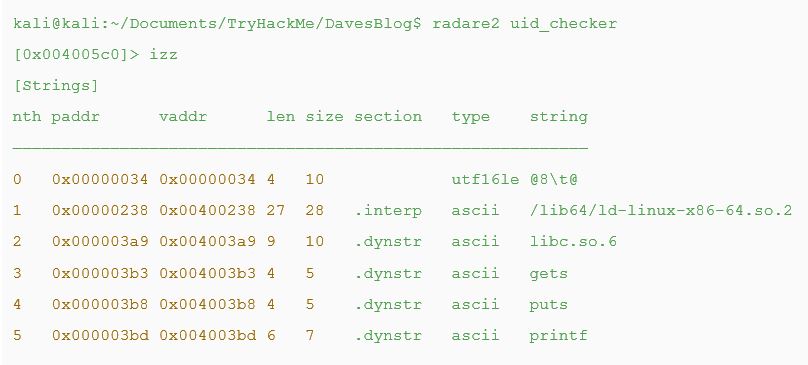 kali@kali:~/Documents/TryHackMe/DavesBlog$ radare2 uid_checker
[0x004005c0]> izz
[Strings]
nth paddr      vaddr      len size section   type    string
――――――――――――――――――――――――――――――――――――――――――――――――――――――――――――
0   0x00000034 0x00000034 4   10             utf16le @8\t@
1   0x00000238 0x00400238 27  28   .interp   ascii   /lib64/ld-linux-x86-64.so.2
2   0x000003a9 0x004003a9 9   10   .dynstr   ascii   libc.so.6
3   0x000003b3 0x004003b3 4   5    .dynstr   ascii   gets
4   0x000003b8 0x004003b8 4   5    .dynstr   ascii   puts
5   0x000003bd 0x004003bd 6   7    .dynstr   ascii   printf